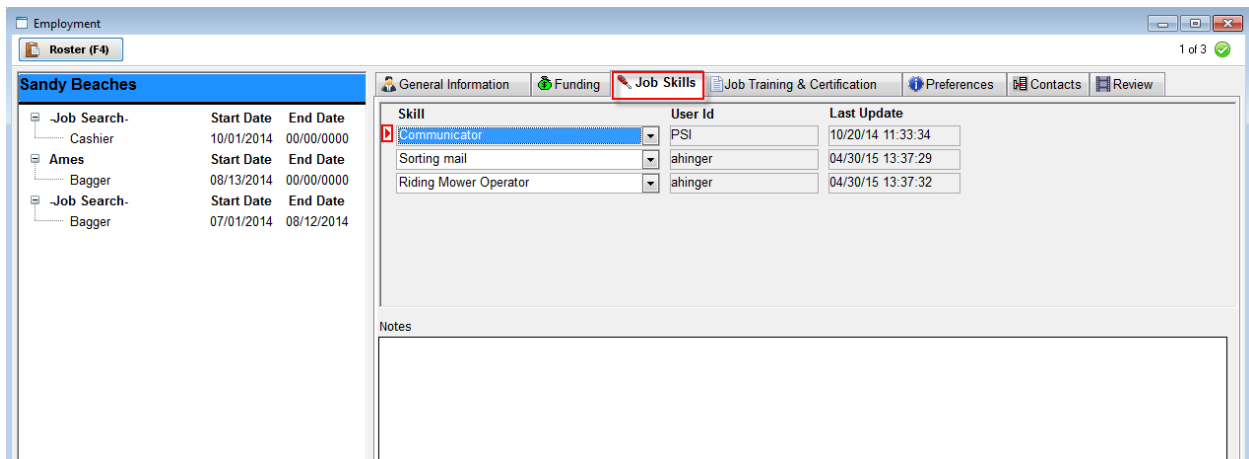 Employment
Roster (F4)
1 of 3
Sandy Beaches
-Job Search- Start Date End Date
Cashier 10/01/2014 00/00/0000
Ames Start Date End Date
Bagger 08/13/2014 00/00/0000
-Job Search- Start Date End Date
Bagger 07/01/2014 08/12/2014
General Information Funding Job Skills Job Training & Certification Preferences Contacts Review
Skill User Id Last Update
Communicator PSI 10/20/14 11:33:34
Sorting mail ahinger 04/30/15 13:37:29
Riding Mower Operator ahinger 04/30/15 13:37:32
Notes